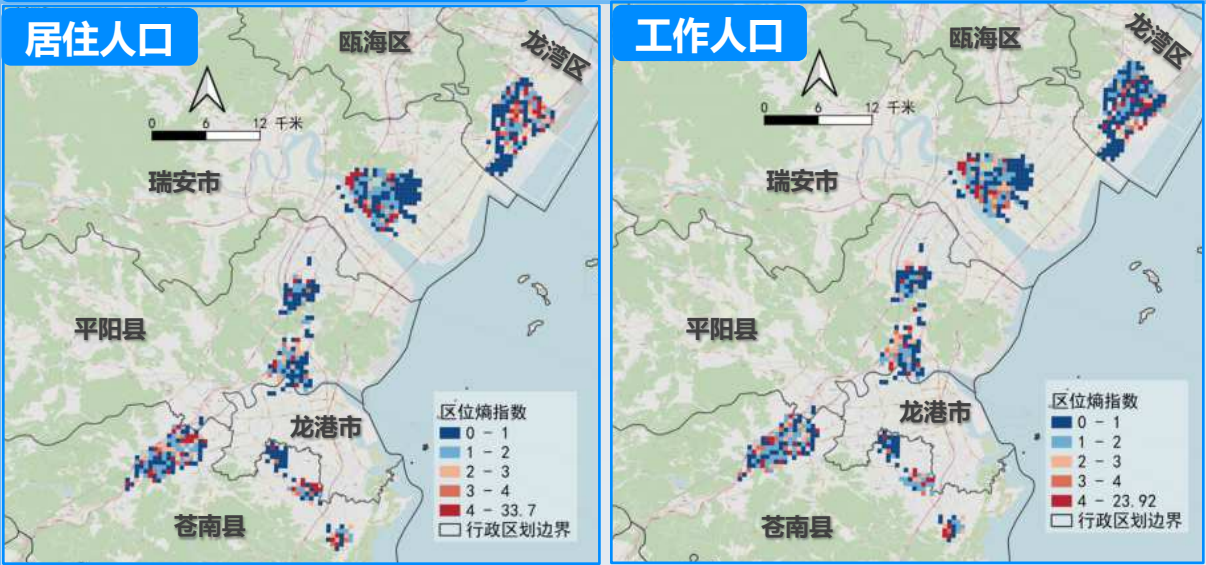 居住人口
瓯海区
龙湾区
0 6 12 千米
瑞安市
平阳县
龙港市
苍南县
区位熵指数
0 - 1
1 - 2
2 - 3
3 - 4
4 - 33.7
行政区划边界
工作人口
瓯海区
龙湾区
0 6 12 千米
瑞安市
平阳县
龙港市
苍南县
区位熵指数
0 - 1
1 - 2
2 - 3
3 - 4
4 - 23.92
行政区划边界